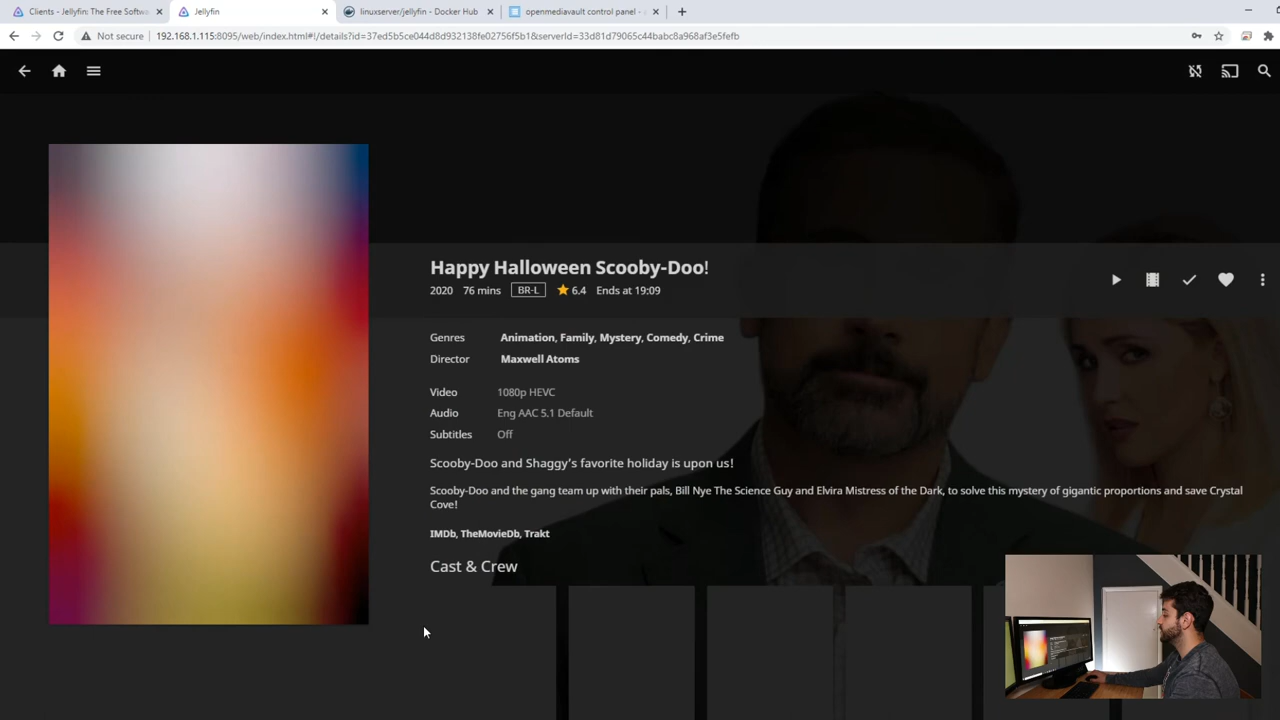 Clients - Jellyfin: The Free Softwa
Jellyfin
linuxserver/jellyfin - Docker Hub
openmediavault control panel -
Not secure
192.168.1.115:8095/web/index.html#!/details?id=37ed5b5ce044d8d932138fe02756f5b1&serverId=33d81d79065c44babc8a968af3e5fefb
Happy Halloween Scooby-Doo!
2020 76 mins BR-L 6.4 Ends at 19:09
Genres Animation, Family, Mystery, Comedy, Crime
Director Maxwell Atoms
Video 1080p HEVC
Audio Eng AAC 5.1 Default
Subtitles Off
Scooby-Doo and Shaggy's favorite holiday is upon us!
Scooby-Doo and the gang team up with their pals, Bill Nye The Science Guy and Elvira Mistress of the Dark, to solve this mystery of gigantic proportions and save Crystal
Cove!
IMDb, TheMovieDb, Trakt
Cast & Crew